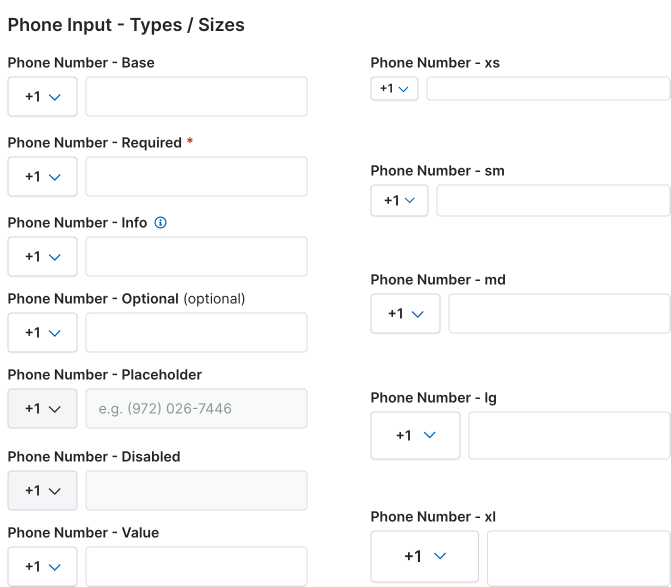 Phone Input - Types / Sizes
Phone Number - Base
+1
Phone Number - Required *
+1
Phone Number - Info
+1
Phone Number - Optional (optional)
+1
Phone Number - Placeholder
+1 e.g. (972) 026-7446
Phone Number - Disabled
+1
Phone Number - Value
+1
Phone Number - xs
+1
Phone Number - sm
+1
Phone Number - md
+1
Phone Number - lg
+1
Phone Number - xl
+1